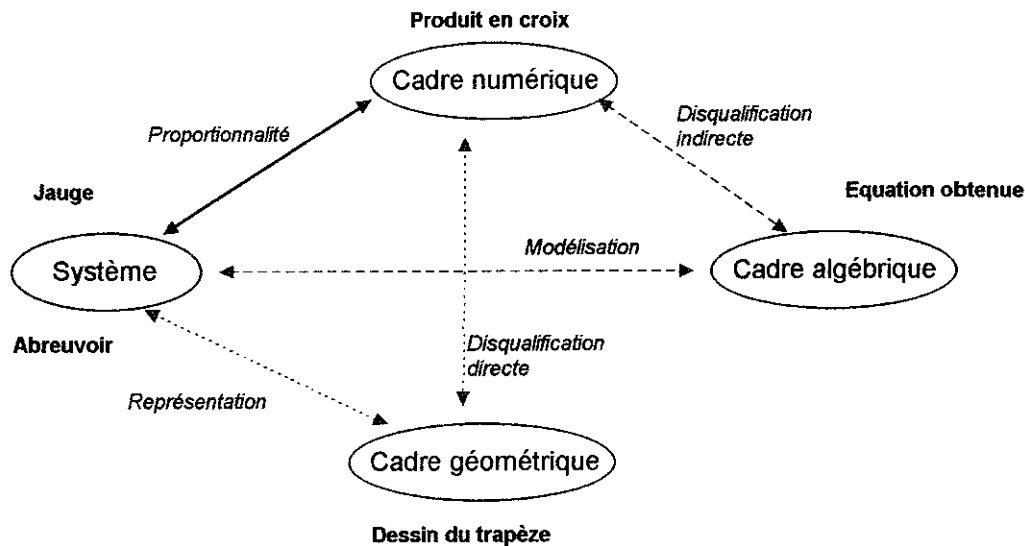 Produit en croix
Cadre numérique
Disqualification
indirecte
Proportionnalité
Jauge
Equation obtenue
Modélisation
Système
Cadre algébrique
Abreuvoir
Disqualification
directe
Représentation
Cadre géométrique
Dessin du trapèze